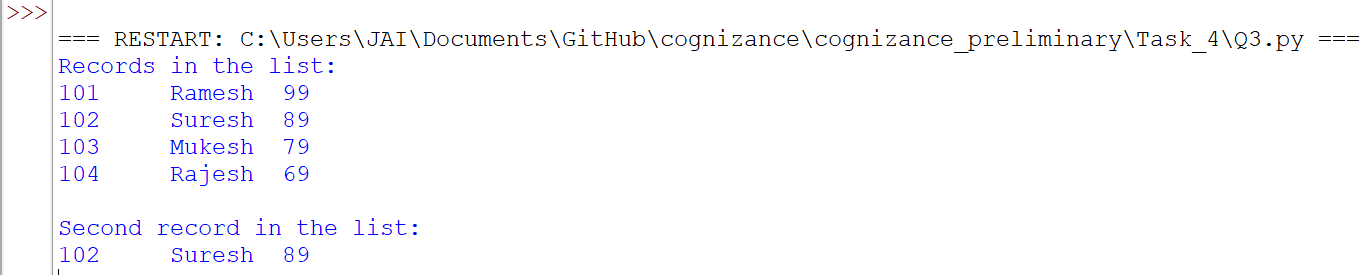 >>>
=== RESTART: C:\Users\JAI\Documents\GitHub\cognizance\cognizance_preliminary\Task_4\Q3.py ===
Records in the list:
101     Ramesh  99
102     Suresh  89
103     Mukesh  79
104     Rajesh  69
Second record in the list:
102     Suresh  89